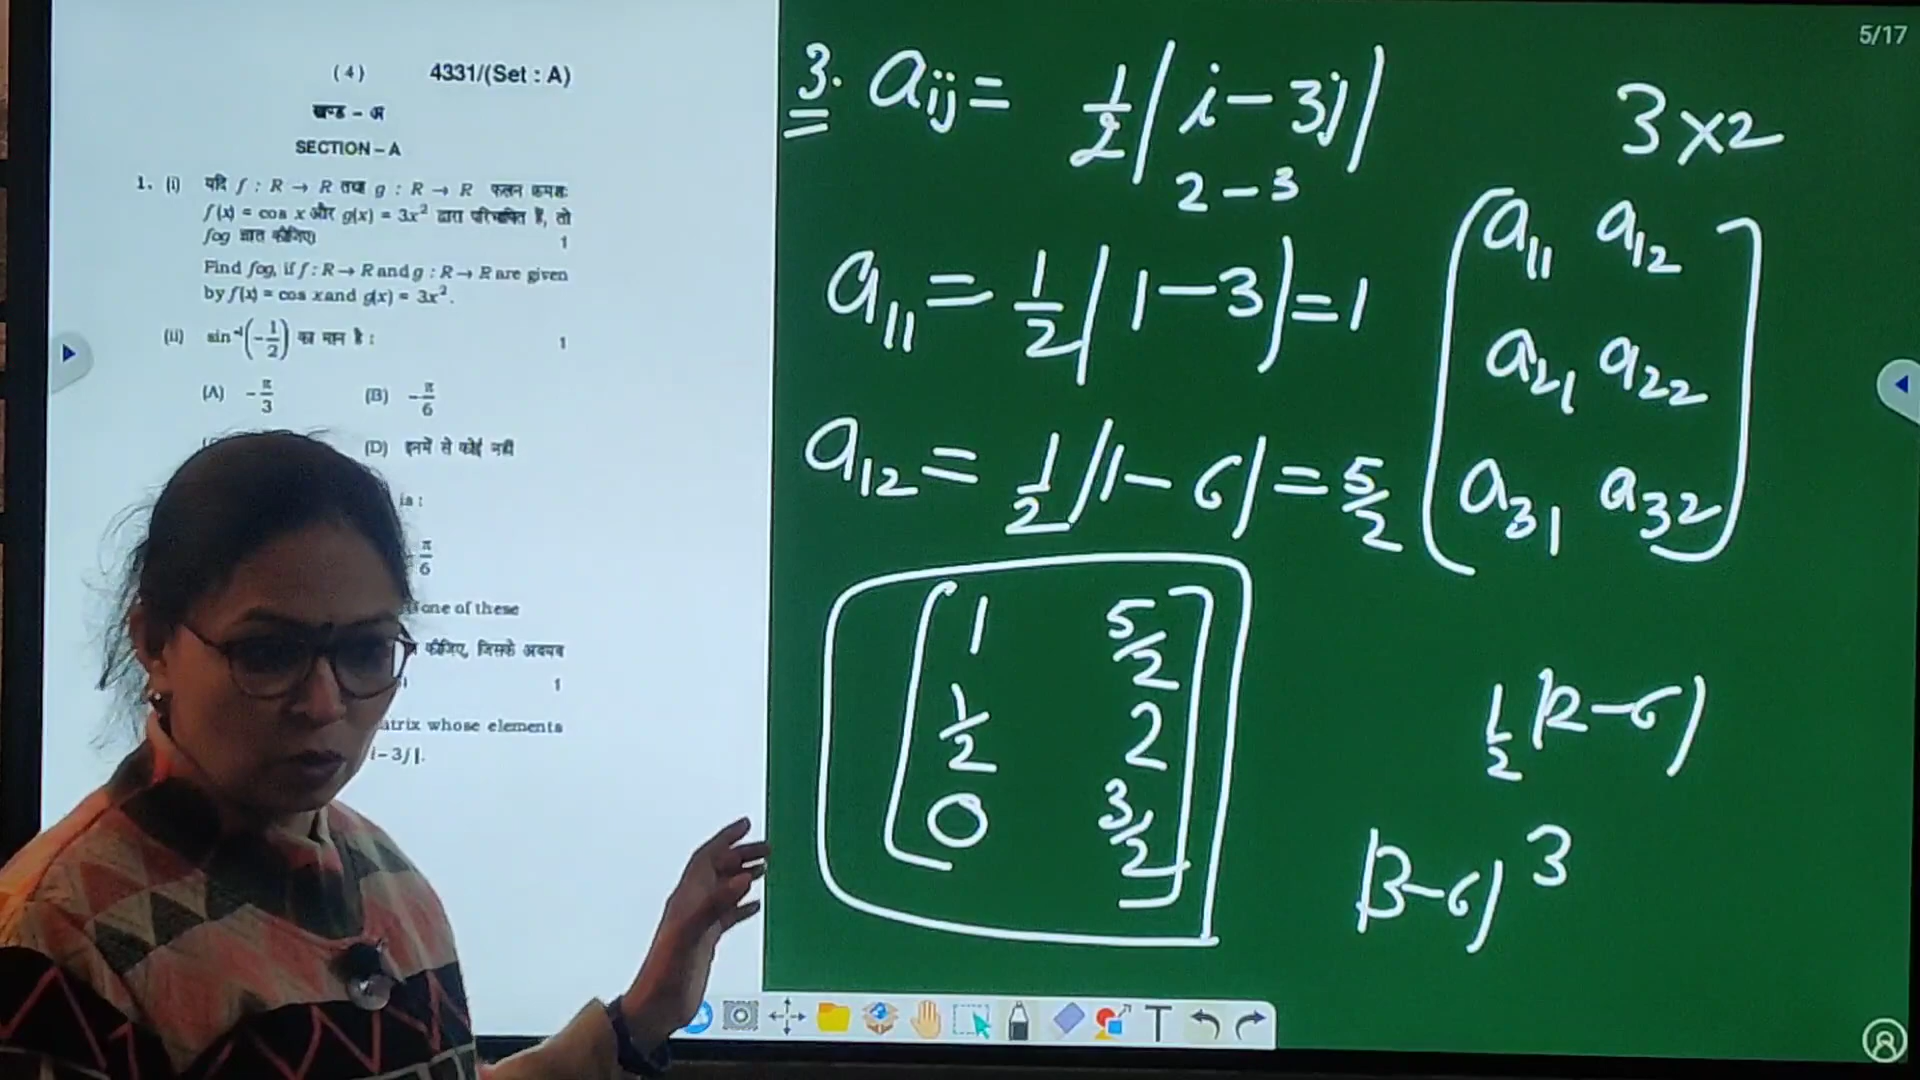 (4) 4331/(Set : A)
खण्ड – अ
SECTION – A
1. (i) यदि f : R → R तथा g : R → R फलन क्रमशः
f(x) = cos x और g(x) = 3x² द्वारा परिभाषित हैं, तो
fog ज्ञात कीजिए। 1
Find fog, if f : R → R and g : R → R are given
by f(x) = cos x and g(x) = 3x².
(ii) sin⁻¹(-1/2) का मान है : 1
(A) -π/3 (B) -π/6
(D) इनमें से कोई नहीं
is :
π/6
one of these
कीजिए, जिसके अवयव
1
atrix whose elements
i – 3j |.
5/17
3. aij = 1/2 | i – 3j | 3 × 2
2 – 3
a11 = 1/2 | 1 – 3 | = 1
a12 = 1/2 | 1 – 6 | = 5/2
a11 a12
a21 a22
a31 a32
1 5/2
1/2 2
0 3/2
1/2 |2 – 6|
|3 – 6| 3
T